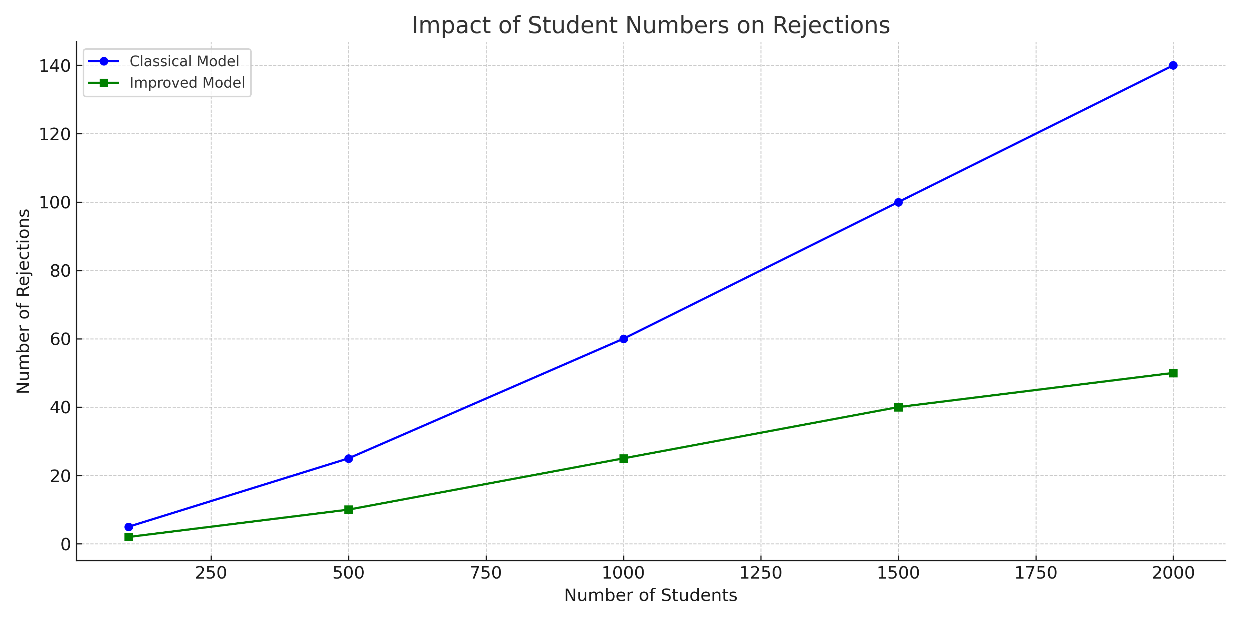 Impact of Student Numbers on Rejections
Classical Model
Improved Model
140
120
100
80
60
40
20
0
Number of Rejections
250 500 750 1000 1250 1500 1750 2000
Number of Students